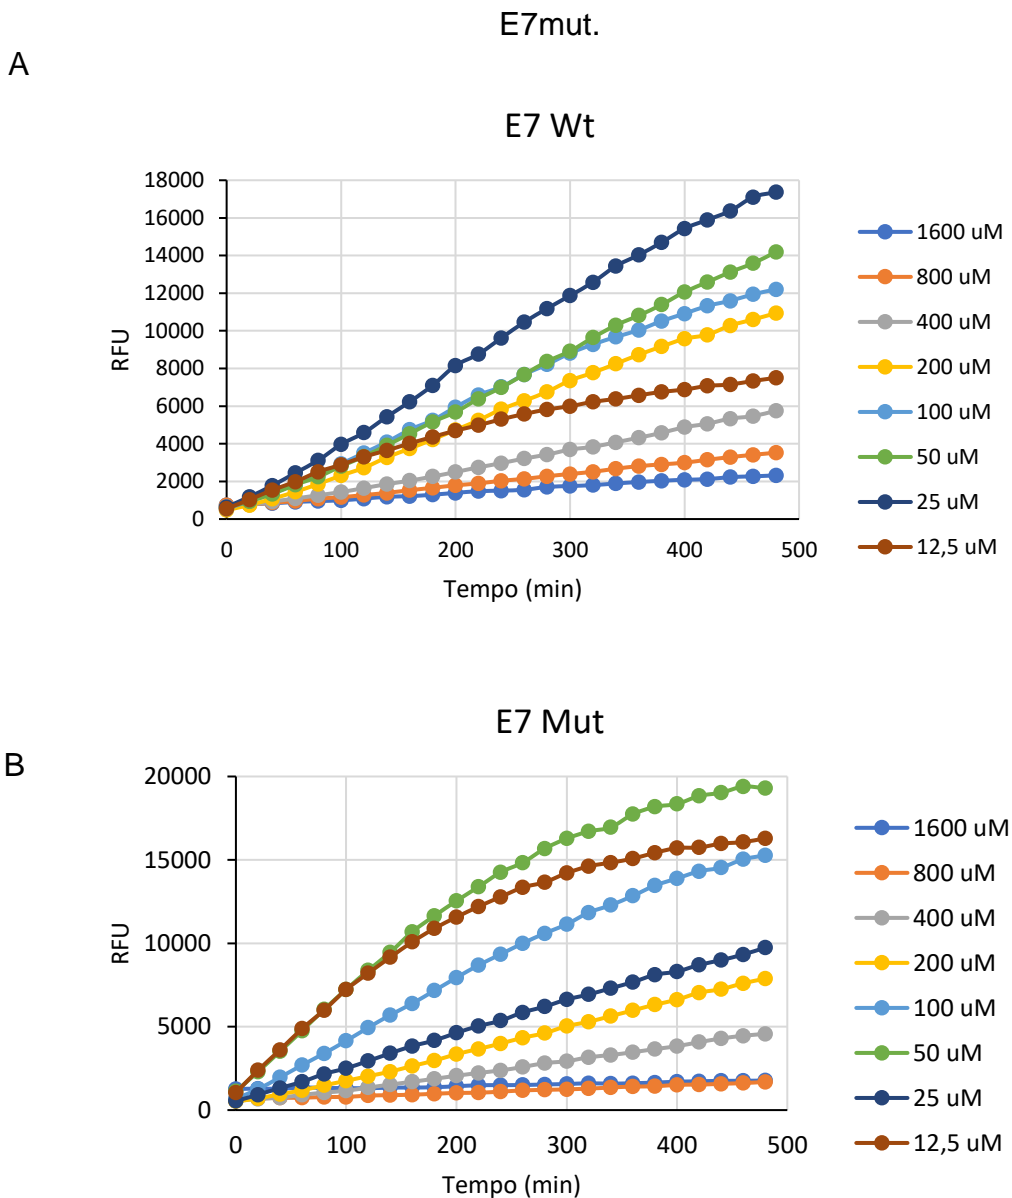 E7mut.
A
E7 Wt
18000
16000
14000
12000
10000
8000
6000
4000
2000
0
RFU
0 100 200 300 400 500
Tempo (min)
1600 uM
800 uM
400 uM
200 uM
100 uM
50 uM
25 uM
12,5 uM
B
E7 Mut
20000
15000
10000
5000
0
RFU
0 100 200 300 400 500
Tempo (min)
1600 uM
800 uM
400 uM
200 uM
100 uM
50 uM
25 uM
12,5 uM